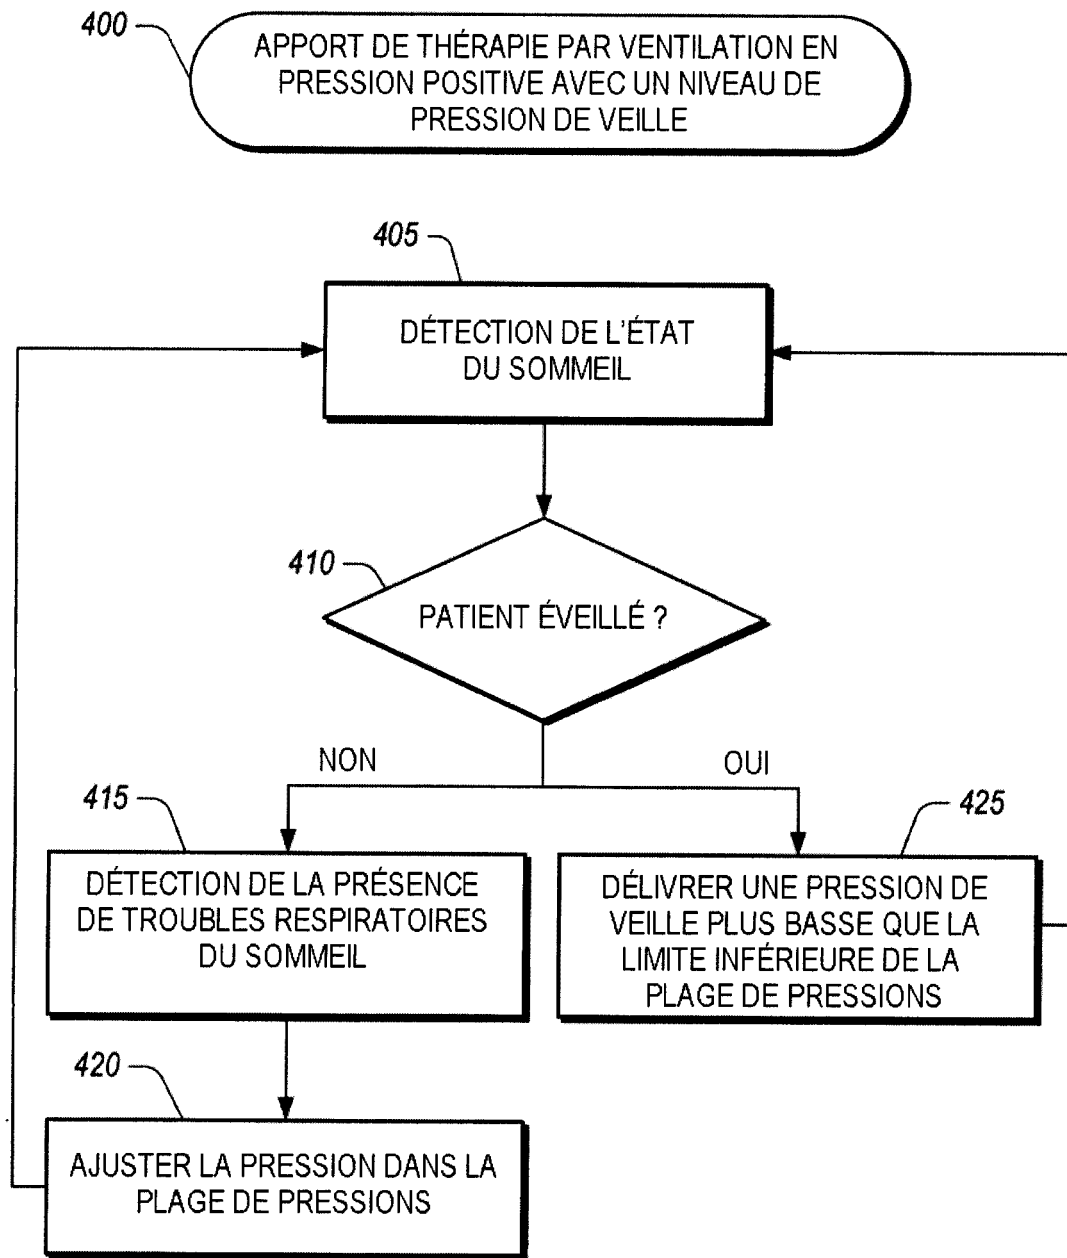 400
APPORT DE THÉRAPIE PAR VENTILATION EN
PRESSION POSITIVE AVEC UN NIVEAU DE
PRESSION DE VEILLE
405
DÉTECTION DE L'ÉTAT
DU SOMMEIL
410
PATIENT ÉVEILLÉ ?
NON
OUI
415
DÉTECTION DE LA PRÉSENCE
DE TROUBLES RESPIRATOIRES
DU SOMMEIL
425
DÉLIVRER UNE PRESSION DE
VEILLE PLUS BASSE QUE LA
LIMITE INFÉRIEURE DE LA
PLAGE DE PRESSIONS
420
AJUSTER LA PRESSION DANS LA
PLAGE DE PRESSIONS